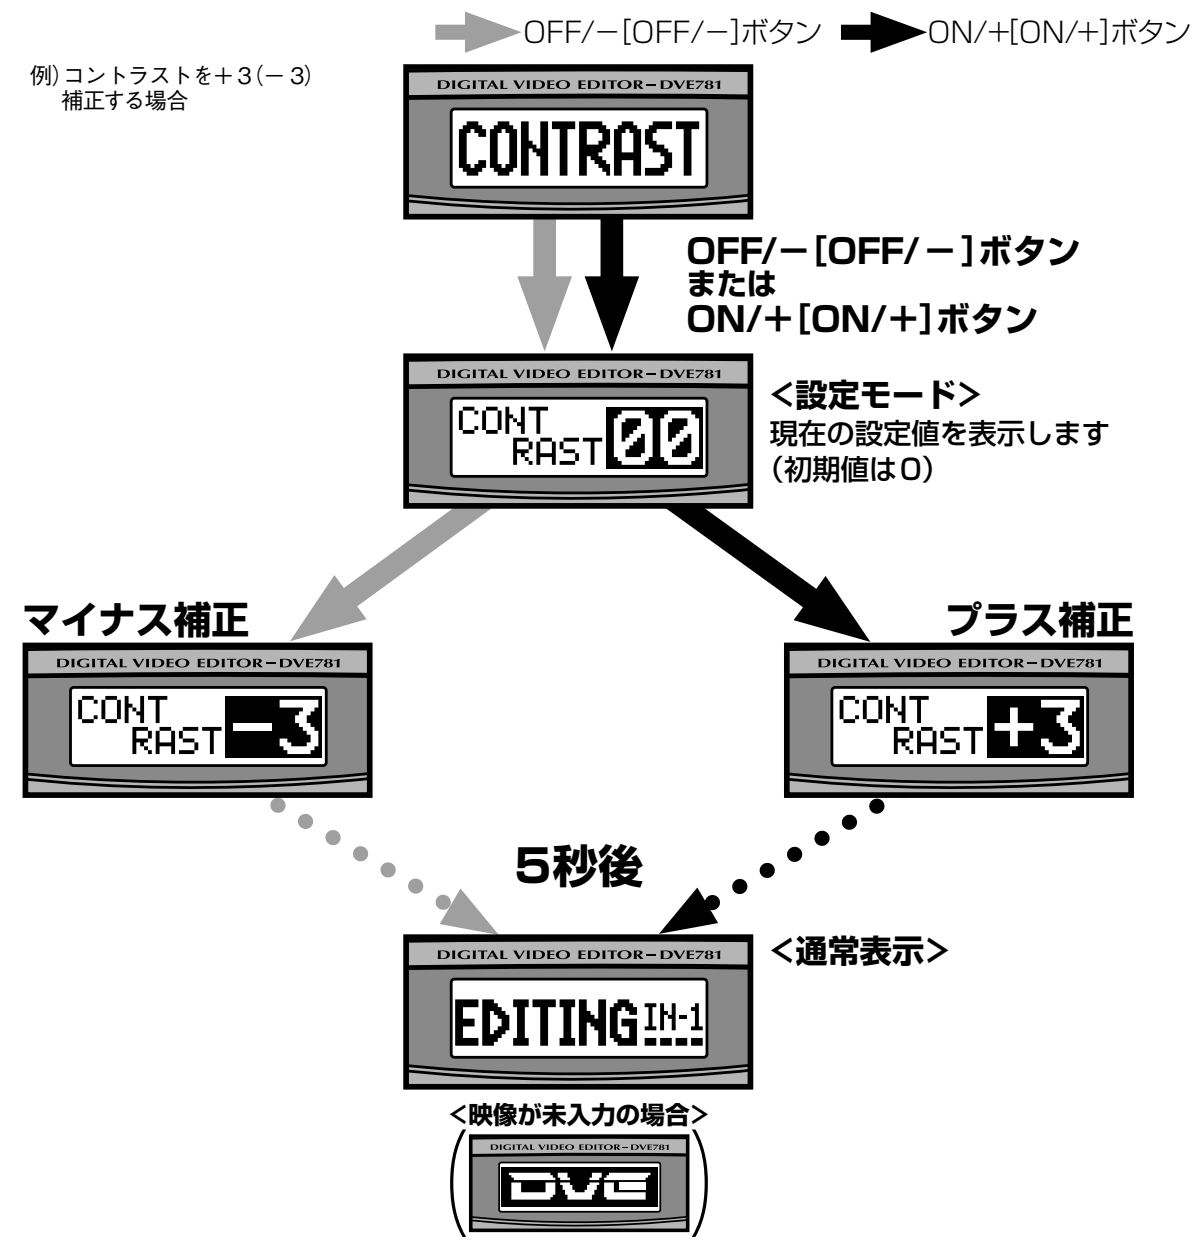 OFF/−[OFF/−]ボタン ON/+[ON/+]ボタン
例)コントラストを+3(−3)
補正する場合
DIGITAL VIDEO EDITOR−DVE781
CONTRAST
OFF/−[OFF/−]ボタン
または
ON/+[ON/+]ボタン
DIGITAL VIDEO EDITOR−DVE781
CONT
RAST 00
<設定モード>
現在の設定値を表示します
(初期値は0)
マイナス補正
DIGITAL VIDEO EDITOR−DVE781
CONT
RAST −3
プラス補正
DIGITAL VIDEO EDITOR−DVE781
CONT
RAST +3
5秒後
DIGITAL VIDEO EDITOR−DVE781
EDITING IN-1
<通常表示>
<映像が未入力の場合>
DIGITAL VIDEO EDITOR−DVE781
DVE